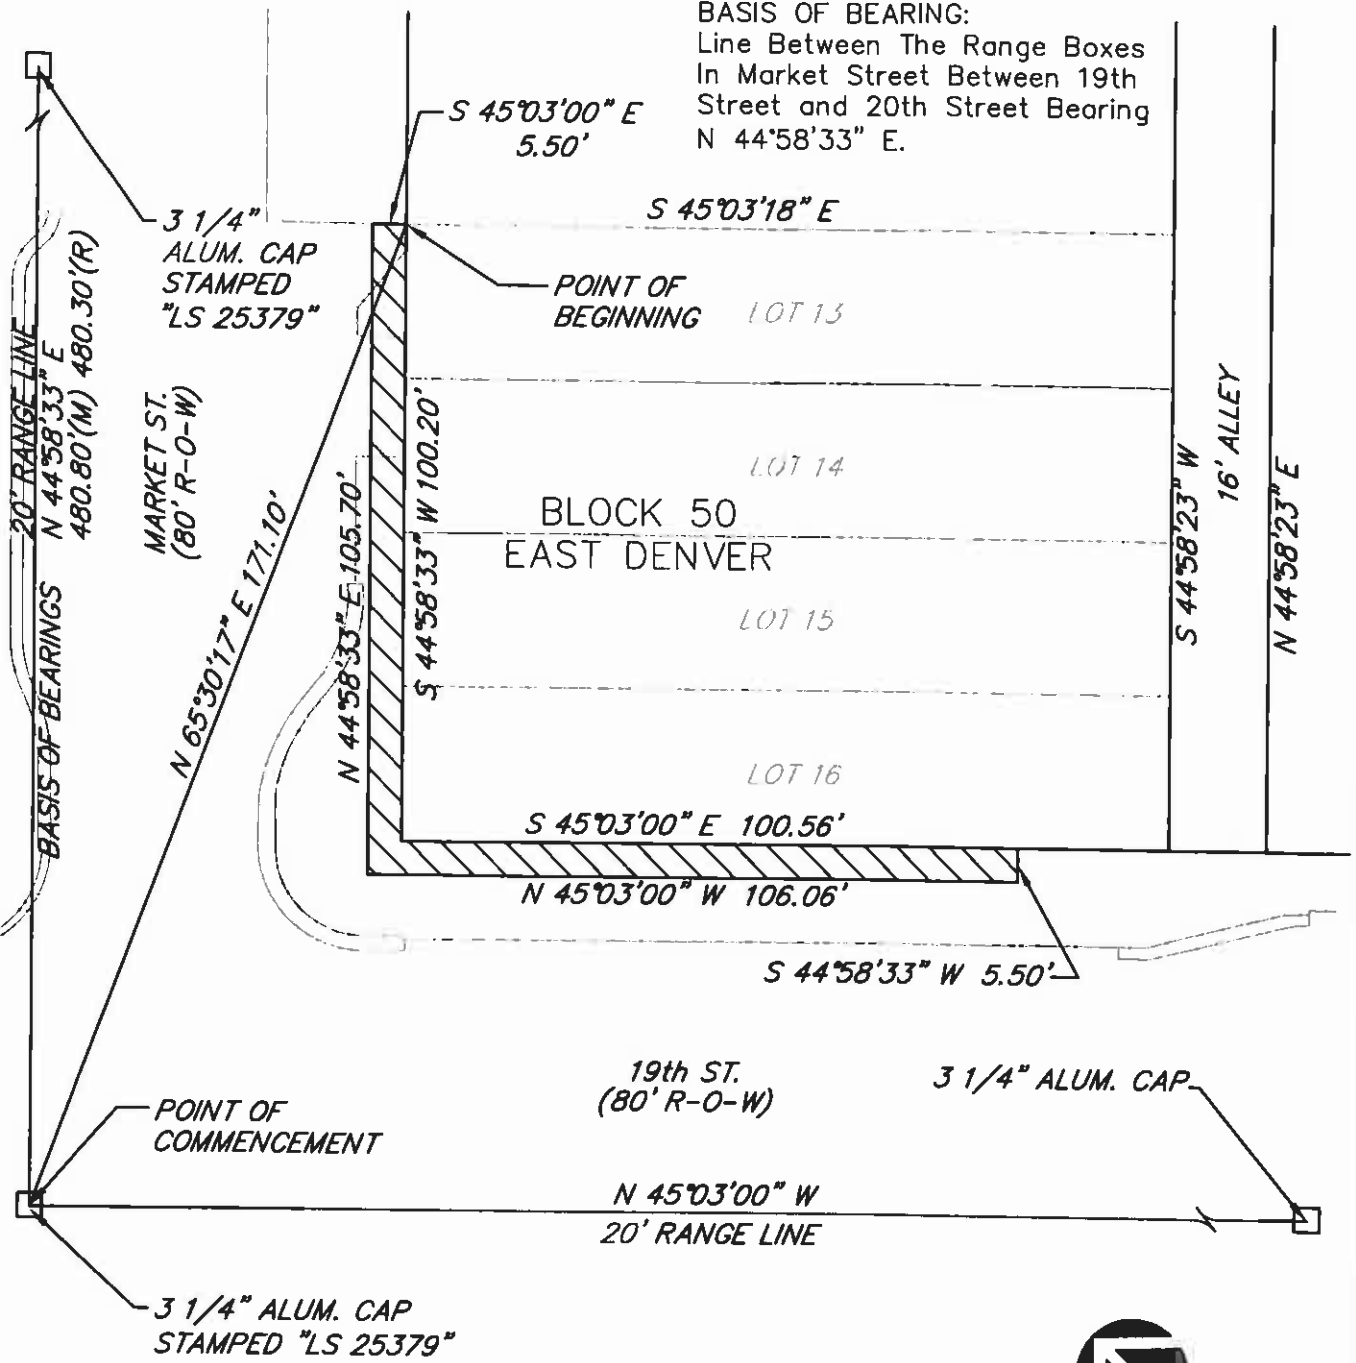 BASIS OF BEARING:
Line Between The Range Boxes
In Market Street Between 19th
Street and 20th Street Bearing
N 44°58'33" E.
S 45°03'00" E
5.50'
3 1/4"
ALUM. CAP
STAMPED
"LS 25379"
S 45°03'18" E
POINT OF
BEGINNING
LOT 13
20' RANGE LINE
N 44°58'33" E
480.80'(M) 480.30'(R)
BASIS OF BEARINGS
MARKET ST.
(80' R-O-W)
N 65°30'17" E 171.10'
N 44°58'33" E 105.70'
S 44°58'33" W 100.20'
LOT 14
BLOCK 50
EAST DENVER
LOT 15
LOT 16
S 44°58'23" W
16' ALLEY
N 44°58'23" E
S 45°03'00" E 100.56'
N 45°03'00" W 106.06'
S 44°58'33" W 5.50'
19th ST.
(80' R-O-W)
3 1/4" ALUM. CAP
POINT OF
COMMENCEMENT
N 45°03'00" W
20' RANGE LINE
3 1/4" ALUM. CAP
STAMPED "LS 25379"